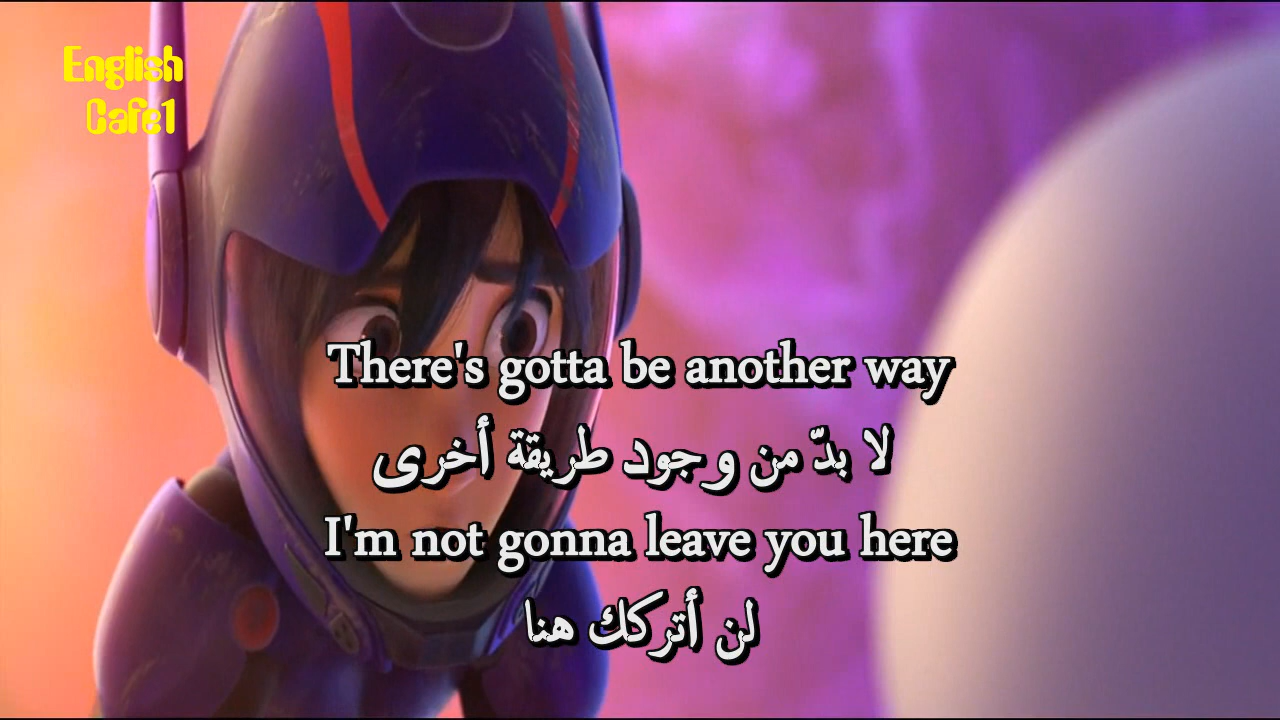 English
Cafe1
There's gotta be another way
لا بدّ من وجود طريقة أخرى
I'm not gonna leave you here
لن أتركك هنا